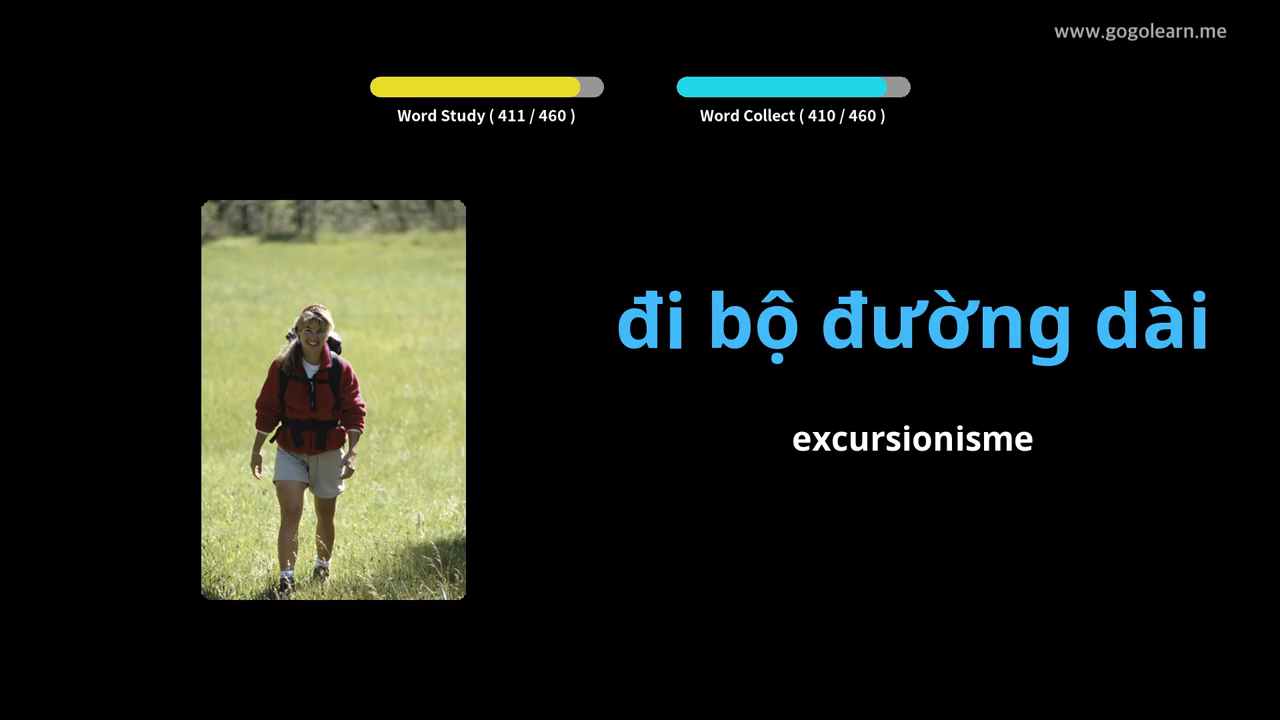 www.gogolearn.me
Word Study ( 411 / 460 )
Word Collect ( 410 / 460 )
đi bộ đường dài
excursionisme